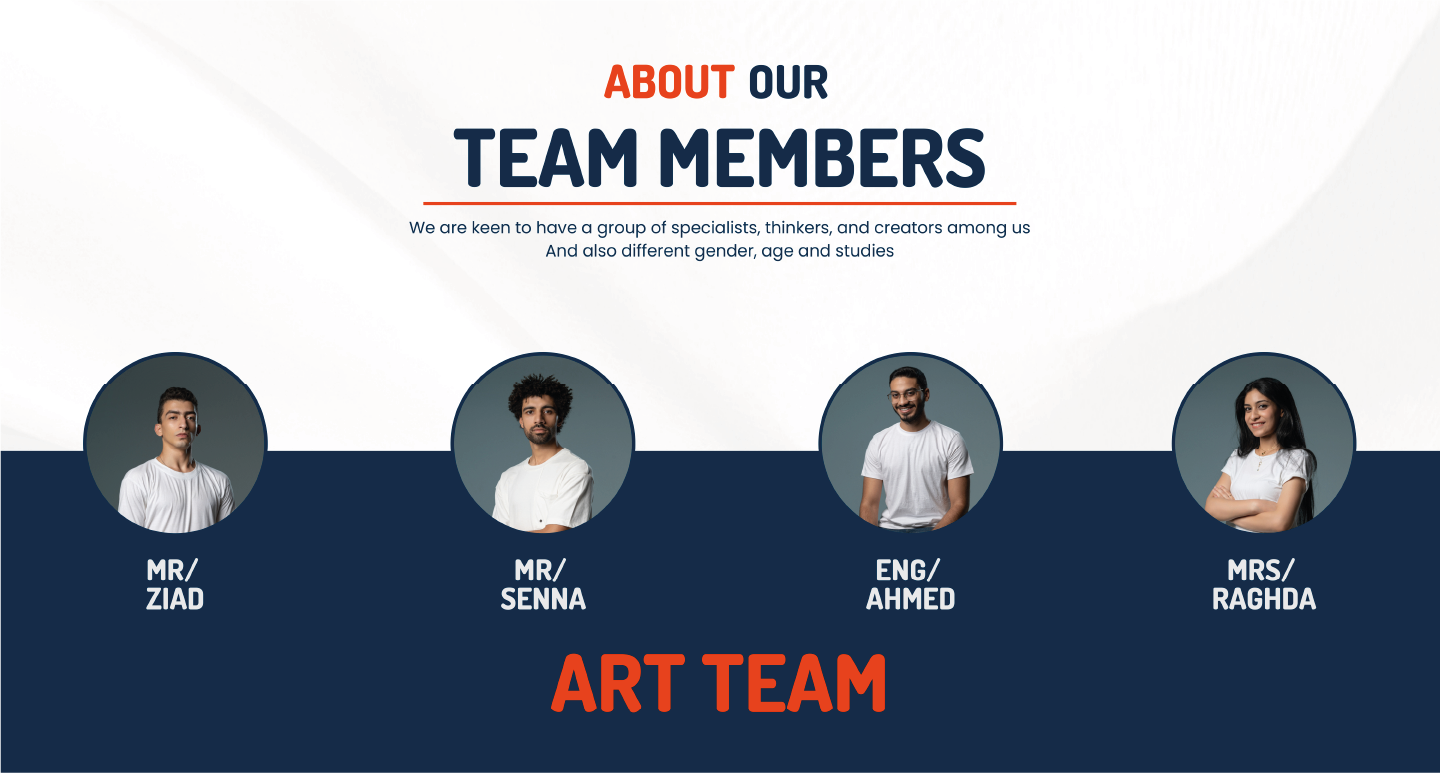 ABOUT OUR
TEAM MEMBERS
We are keen to have a group of specialists, thinkers, and creators among us
And also different gender, age and studies
MR/
ZIAD
MR/
SENNA
ENG/
AHMED
MRS/
RAGHDA
ART TEAM